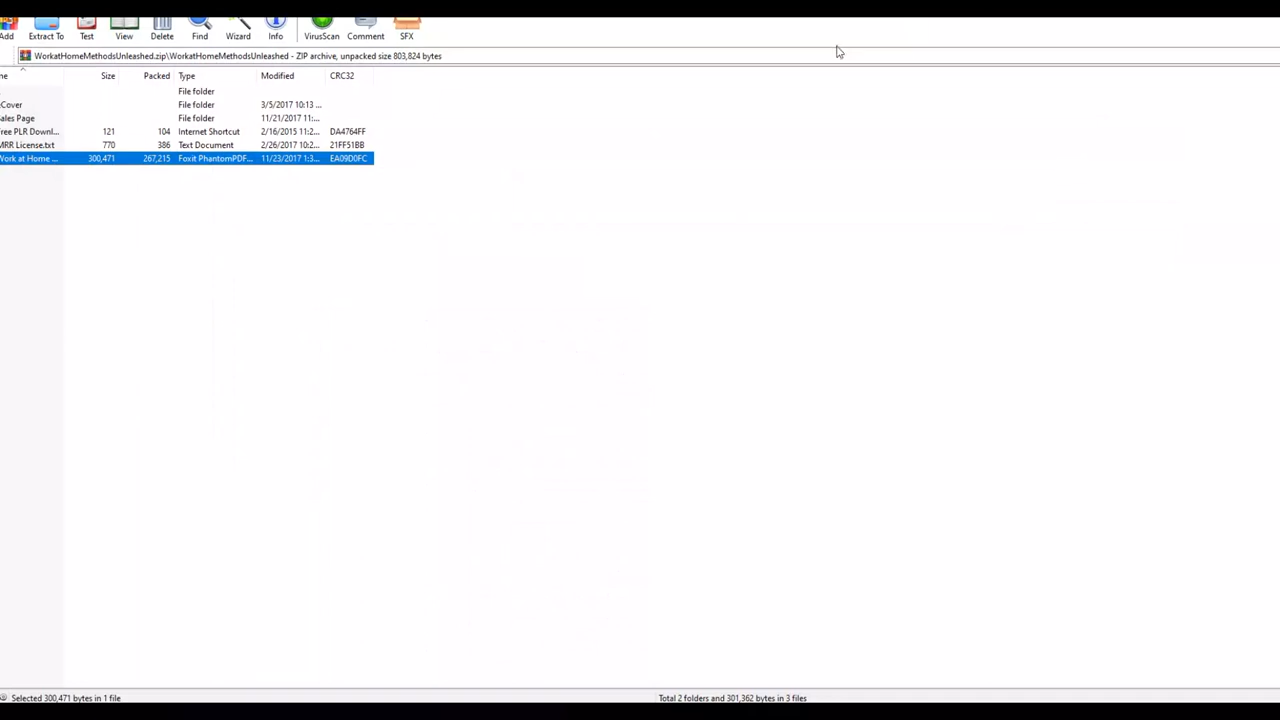 Add Extract To Test View Delete Find Wizard Info VirusScan Comment SFX
WorkatHomeMethodsUnleashed.zip\WorkatHomeMethodsUnleashed - ZIP archive, unpacked size 803,824 bytes
me Size Packed Type Modified CRC32
File folder
Cover File folder 3/5/2017 10:13 ...
ales Page File folder 11/21/2017 11:...
ree PLR Downl... 121 104 Internet Shortcut 2/16/2015 11:2... DA4764FF
MRR License.txt 770 386 Text Document 2/26/2017 10:2... 21FF51BB
Work at Home ... 300,471 267,215 Foxit PhantomPDF... 11/23/2017 1:3... EA09D0FC
Selected 300,471 bytes in 1 file
Total 2 folders and 301,362 bytes in 3 files